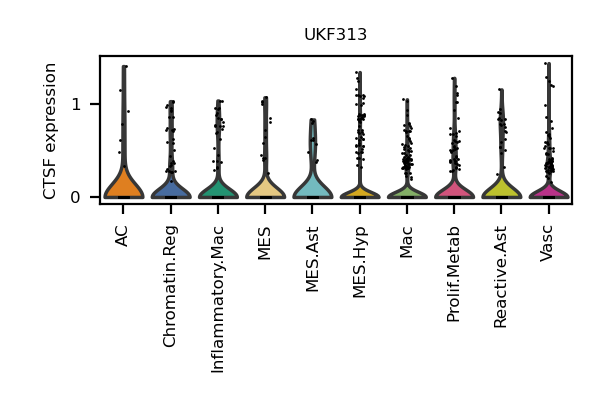 UKF313
CTSF expression
1
0
AC
Chromatin.Reg
Inflammatory.Mac
MES
MES.Ast
MES.Hyp
Mac
Prolif.Metab
Reactive.Ast
Vasc